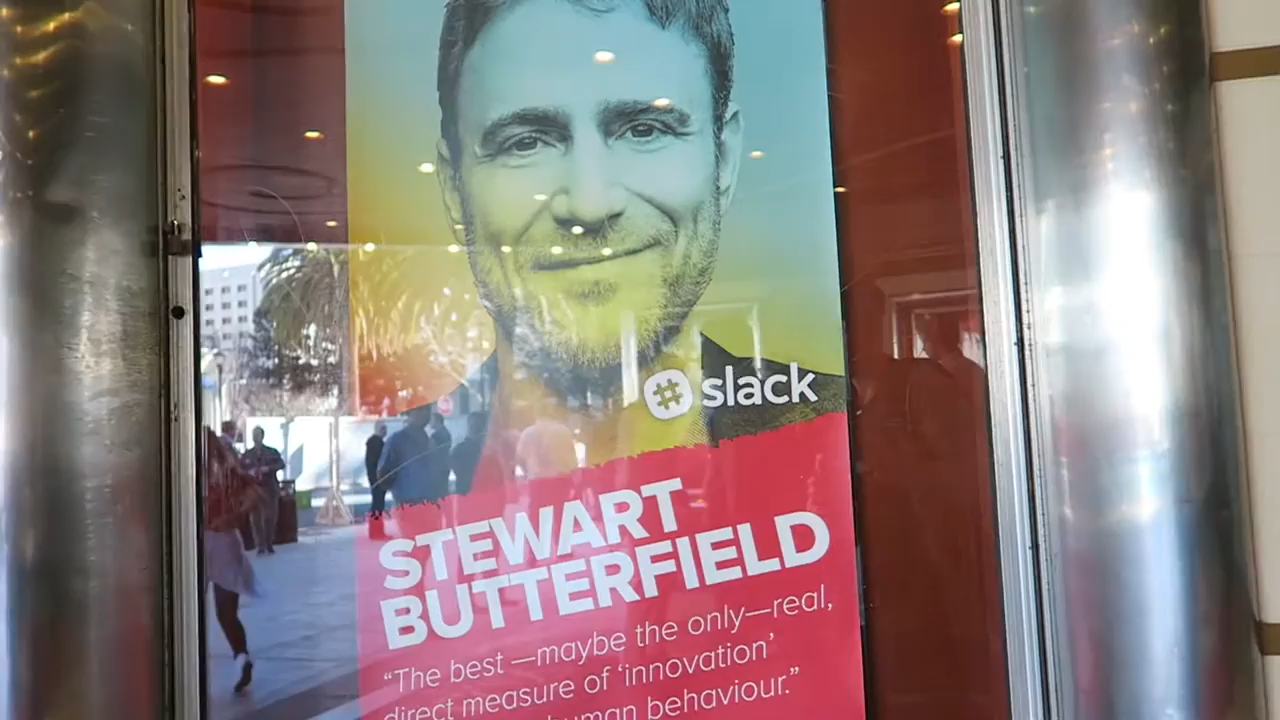 slack
STEWART
BUTTERFIELD
“The best —maybe the only—real,
direct measure of ‘innovation’
human behaviour.”